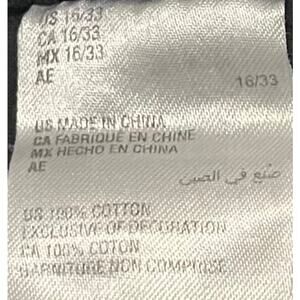 US 16/33
CA 16/33
MX 16/33
AE
16/33
US MADE IN CHINA
CA FABRIQUÉ EN CHINE
MX HECHO EN CHINA
AE
صنع في الصين
US 100% COTTON
EXCLUSIVE OF DECORATION
CA 100% COTON
GARNITURE NON COMPRISE